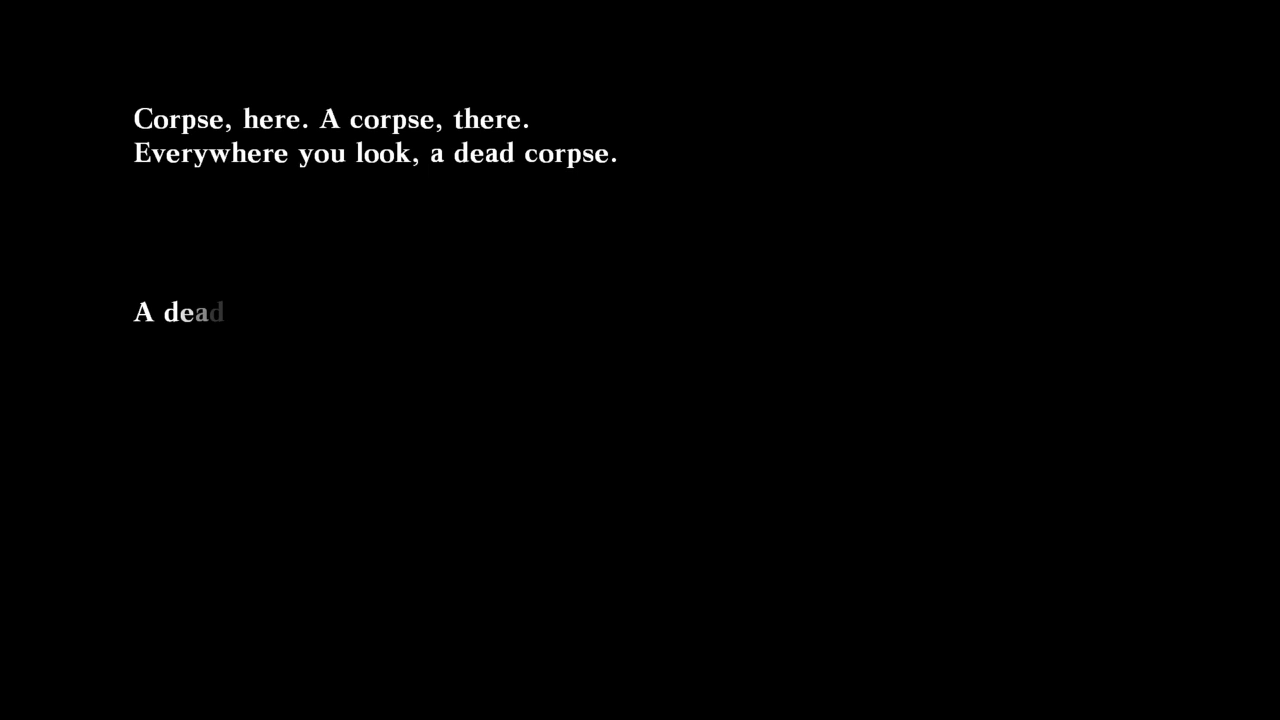 Corpse, here. A corpse, there.
Everywhere you look, a dead corpse.
A dead